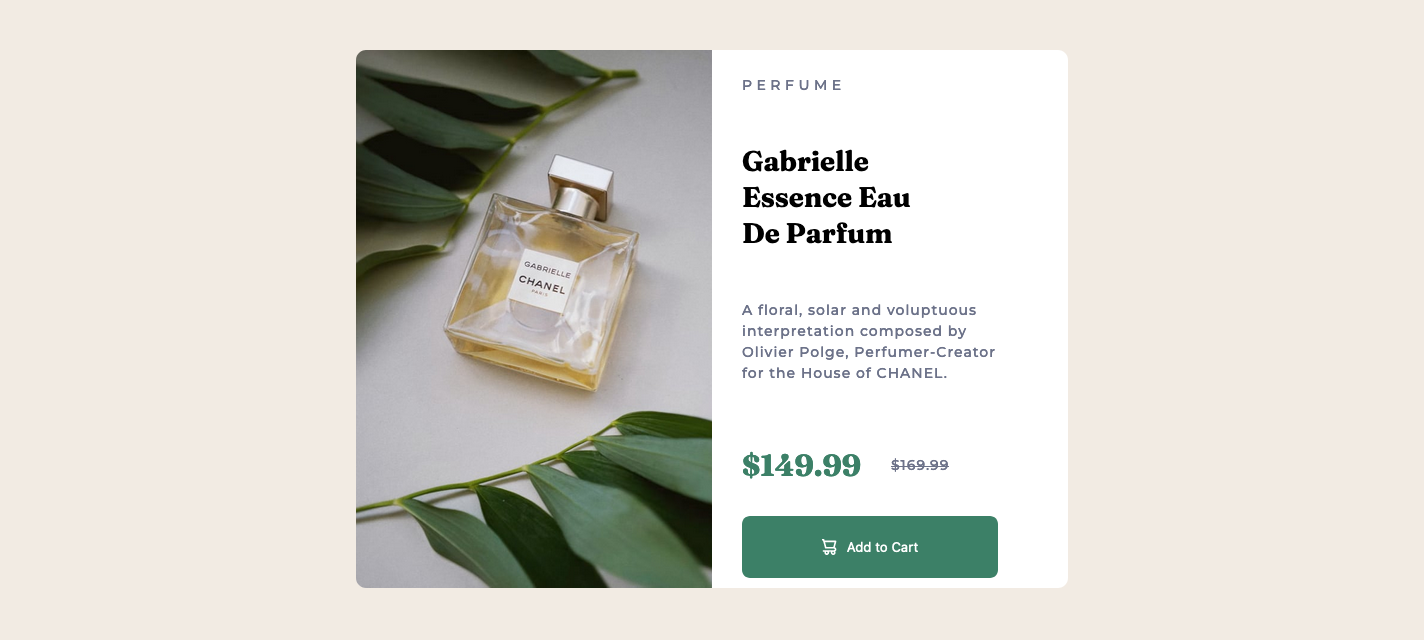 GABRIELLE
CHANEL
PARIS
PERFUME
Gabrielle
Essence Eau
De Parfum
A floral, solar and voluptuous
interpretation composed by
Olivier Polge, Perfumer-Creator
for the House of CHANEL.
$149.99 $169.99
Add to Cart